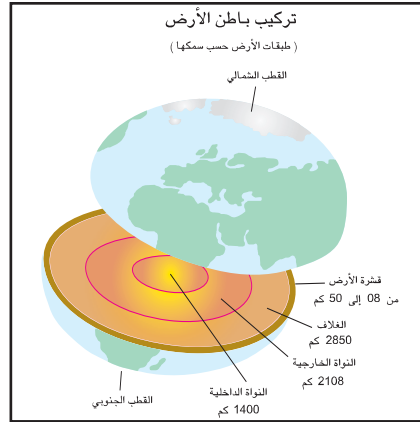 تركيب باطن الأرض
( طبقات الأرض حسب سمكها )
القطب الشمالي
قشرة الأرض
من 08 إلى 50 كم
الغلاف
2850 كم
النواة الخارجية
2108 كم
النواة الداخلية
1400 كم
القطب الجنوبي